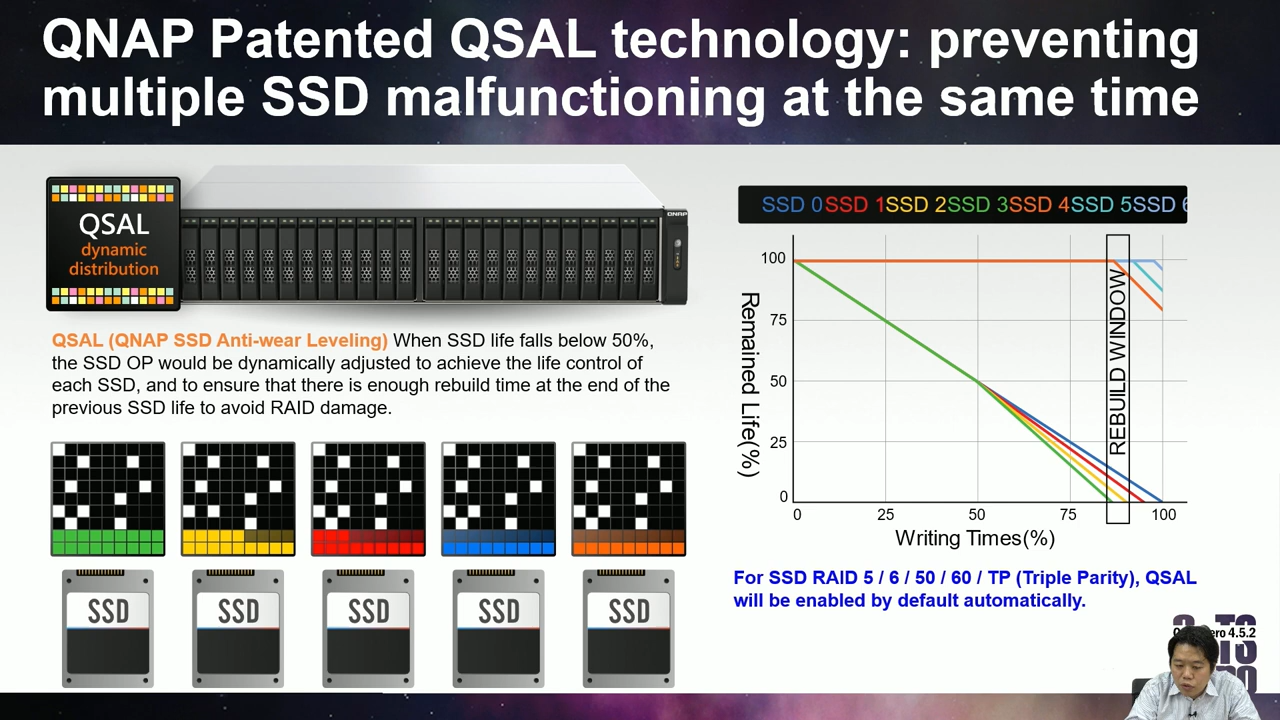 QNAP Patented QSAL technology: preventing
multiple SSD malfunctioning at the same time
QSAL
dynamic
distribution
QNAP
QSAL (QNAP SSD Anti-wear Leveling) When SSD life falls below 50%,
the SSD OP would be dynamically adjusted to achieve the life control of
each SSD, and to ensure that there is enough rebuild time at the end of the
previous SSD life to avoid RAID damage.
SSD
SSD
SSD
SSD
SSD
SSD 0 SSD 1 SSD 2 SSD 3 SSD 4 SSD 5 SSD 6
100
75
50
25
0
Remained Life(%)
REBUILD WINDOW
0 25 50 75 100
Writing Times(%)
For SSD RAID 5 / 6 / 50 / 60 / TP (Triple Parity), QSAL
will be enabled by default automatically.
4.5.2